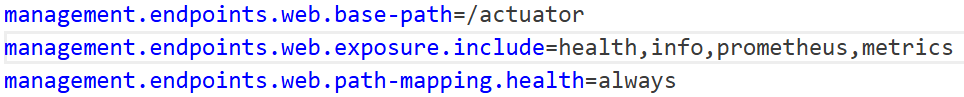 management.endpoints.web.base-path=/actuator
management.endpoints.web.exposure.include=health,info,prometheus,metrics
management.endpoints.web.path-mapping.health=always